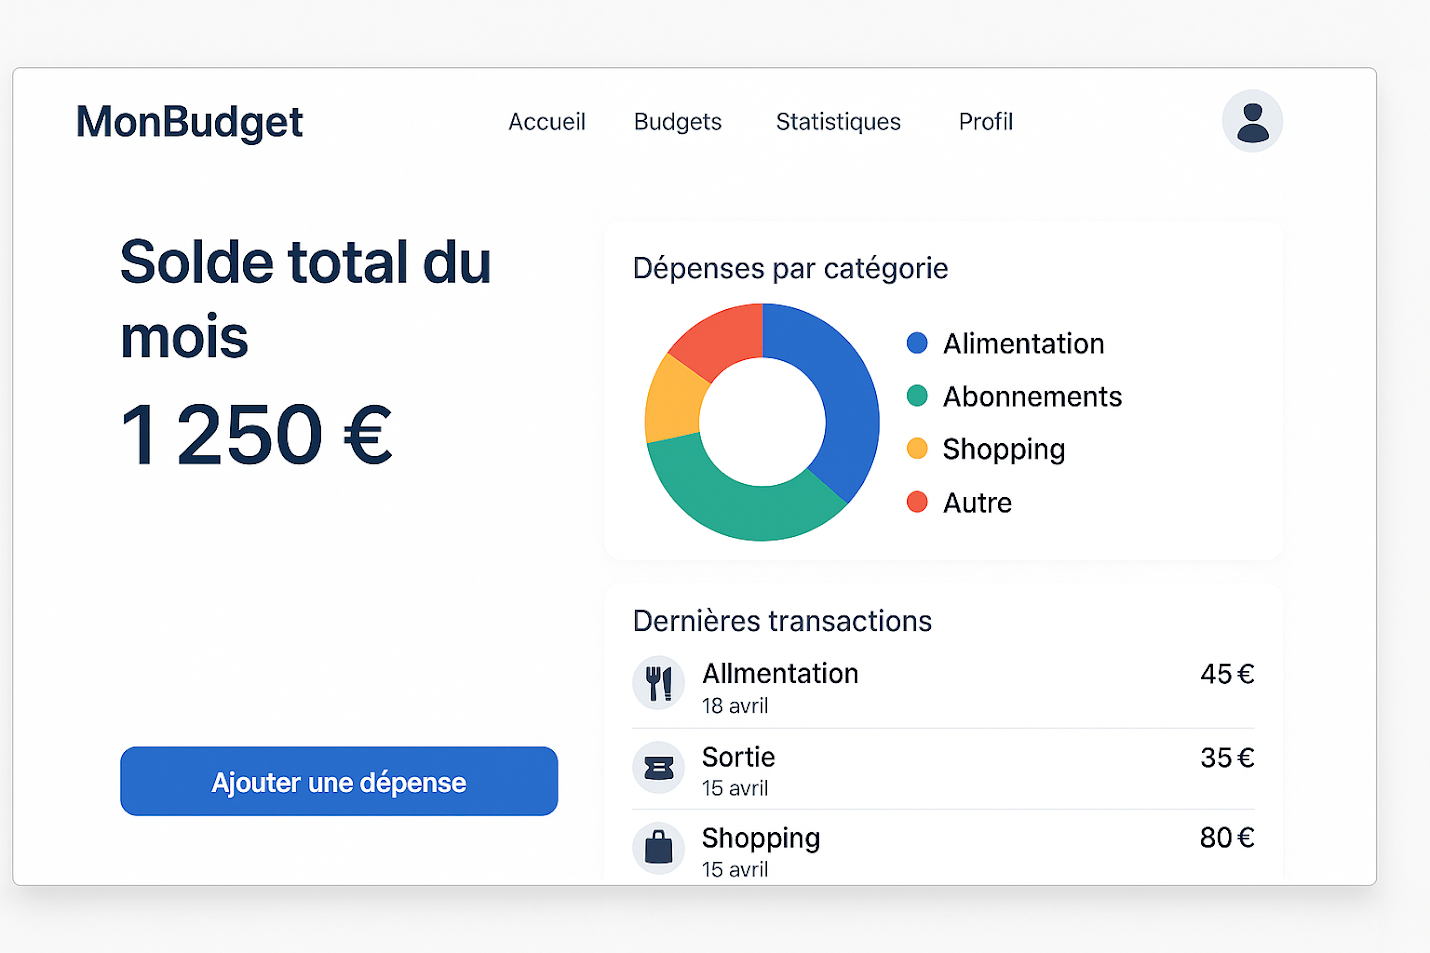 MonBudget
Accueil Budgets Statistiques Profil
Solde total du
mois
1 250 €
Ajouter une dépense
Dépenses par catégorie
Alimentation
Abonnements
Shopping
Autre
Dernières transactions
Allmentation 45 €
18 avril
Sortie 35 €
15 avril
Shopping 80 €
15 avril